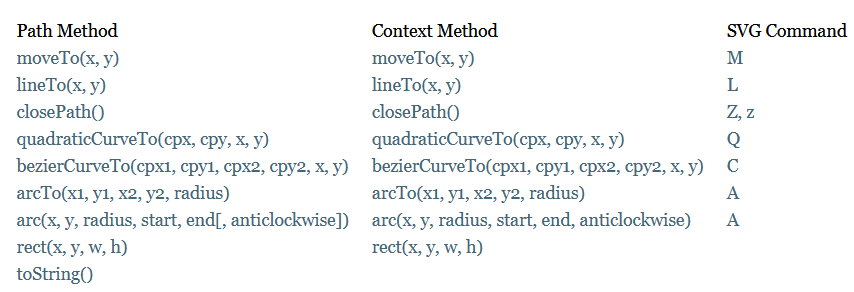 Path Method Context Method SVG Command
moveTo(x, y) moveTo(x, y) M
lineTo(x, y) lineTo(x, y) L
closePath() closePath() Z, z
quadraticCurveTo(cpx, cpy, x, y) quadraticCurveTo(cpx, cpy, x, y) Q
bezierCurveTo(cpx1, cpy1, cpx2, cpy2, x, y) bezierCurveTo(cpx1, cpy1, cpx2, cpy2, x, y) C
arcTo(x1, y1, x2, y2, radius) arcTo(x1, y1, x2, y2, radius) A
arc(x, y, radius, start, end[, anticlockwise]) arc(x, y, radius, start, end, anticlockwise) A
rect(x, y, w, h) rect(x, y, w, h)
toString()